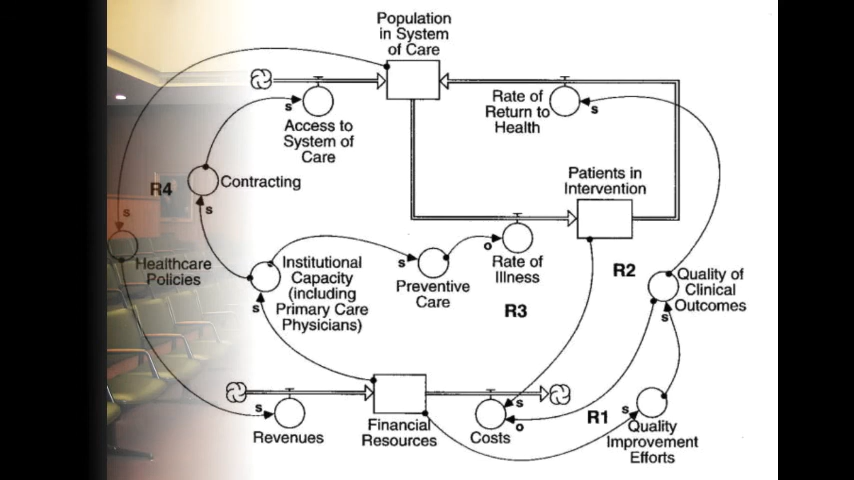 Population
in System
of Care
s
Access to
System of
Care
Rate of
Return to
Health
s
R4
Contracting
s
s
Patients in
Intervention
Healthcare
Policies
Institutional
Capacity
(including
Primary Care
Physicians)
s
s
Preventive
Care
o
Rate of
Illness
R3
R2
Quality of
Clinical
Outcomes
s
s
Revenues
Financial
Resources
s
o
Costs
R1
s
Quality
Improvement
Efforts